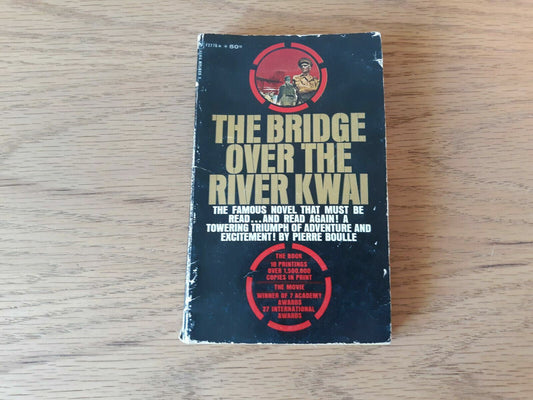 50¢
THE BRIDGE
OVER THE
RIVER KWAI
THE FAMOUS NOVEL THAT MUST BE
READ...AND READ AGAIN! A
TOWERING TRIUMPH OF ADVENTURE AND
EXCITEMENT! BY PIERRE BOULLE
THE BOOK
18 PRINTINGS
OVER 1,500,000
COPIES IN PRINT
THE MOVIE
WINNER OF 7 ACADEMY
AWARDS
27 INTERNATIONAL
AWARDS